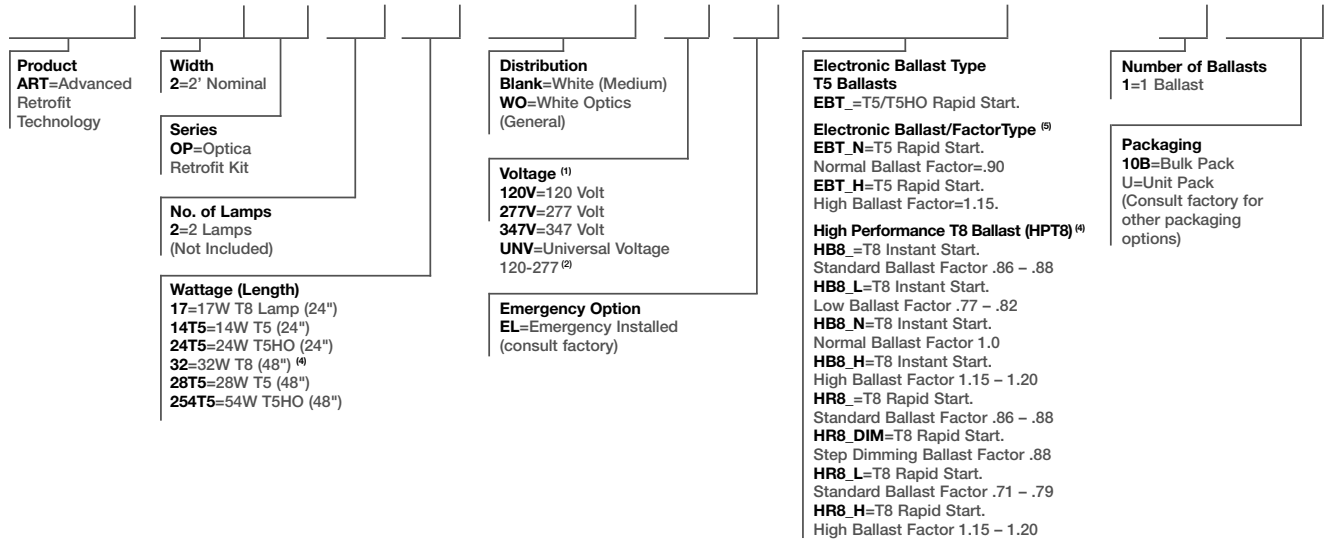 Product
ART=Advanced
Retrofit
Technology
Width
2=2' Nominal
Series
OP=Optica
Retrofit Kit
No. of Lamps
2=2 Lamps
(Not Included)
Wattage (Length)
17=17W T8 Lamp (24")
14T5=14W T5 (24")
24T5=24W T5HO (24")
32=32W T8 (48") (4)
28T5=28W T5 (48")
254T5=54W T5HO (48")
Distribution
Blank=White (Medium)
WO=White Optics
(General)
Voltage (1)
120V=120 Volt
277V=277 Volt
347V=347 Volt
UNV=Universal Voltage
120-277 (2)
Emergency Option
EL=Emergency Installed
(consult factory)
Electronic Ballast Type
T5 Ballasts
EBT_=T5/T5HO Rapid Start.
Electronic Ballast/FactorType (5)
EBT_N=T5 Rapid Start.
Normal Ballast Factor=.90
EBT_H=T5 Rapid Start.
High Ballast Factor=1.15.
High Performance T8 Ballast (HPT8) (4)
HB8_=T8 Instant Start.
Standard Ballast Factor .86 – .88
HB8_L=T8 Instant Start.
Low Ballast Factor .77 – .82
HB8_N=T8 Instant Start.
Normal Ballast Factor 1.0
HB8_H=T8 Instant Start.
High Ballast Factor 1.15 – 1.20
HR8_=T8 Rapid Start.
Standard Ballast Factor .86 – .88
HR8_DIM=T8 Rapid Start.
Step Dimming Ballast Factor .88
HR8_L=T8 Rapid Start.
Standard Ballast Factor .71 – .79
HR8_H=T8 Rapid Start.
High Ballast Factor 1.15 – 1.20
Number of Ballasts
1=1 Ballast
Packaging
10B=Bulk Pack
U=Unit Pack
(Consult factory for
other packaging
options)